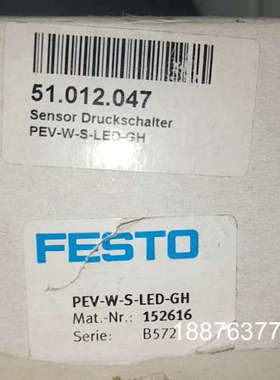 51.012.047
Sensor Druckschalter
PEV-W-S-LED-GH
FESTO
PEV-W-S-LED-GH
Mat.-Nr.: 152616
Serie: B572
18876377